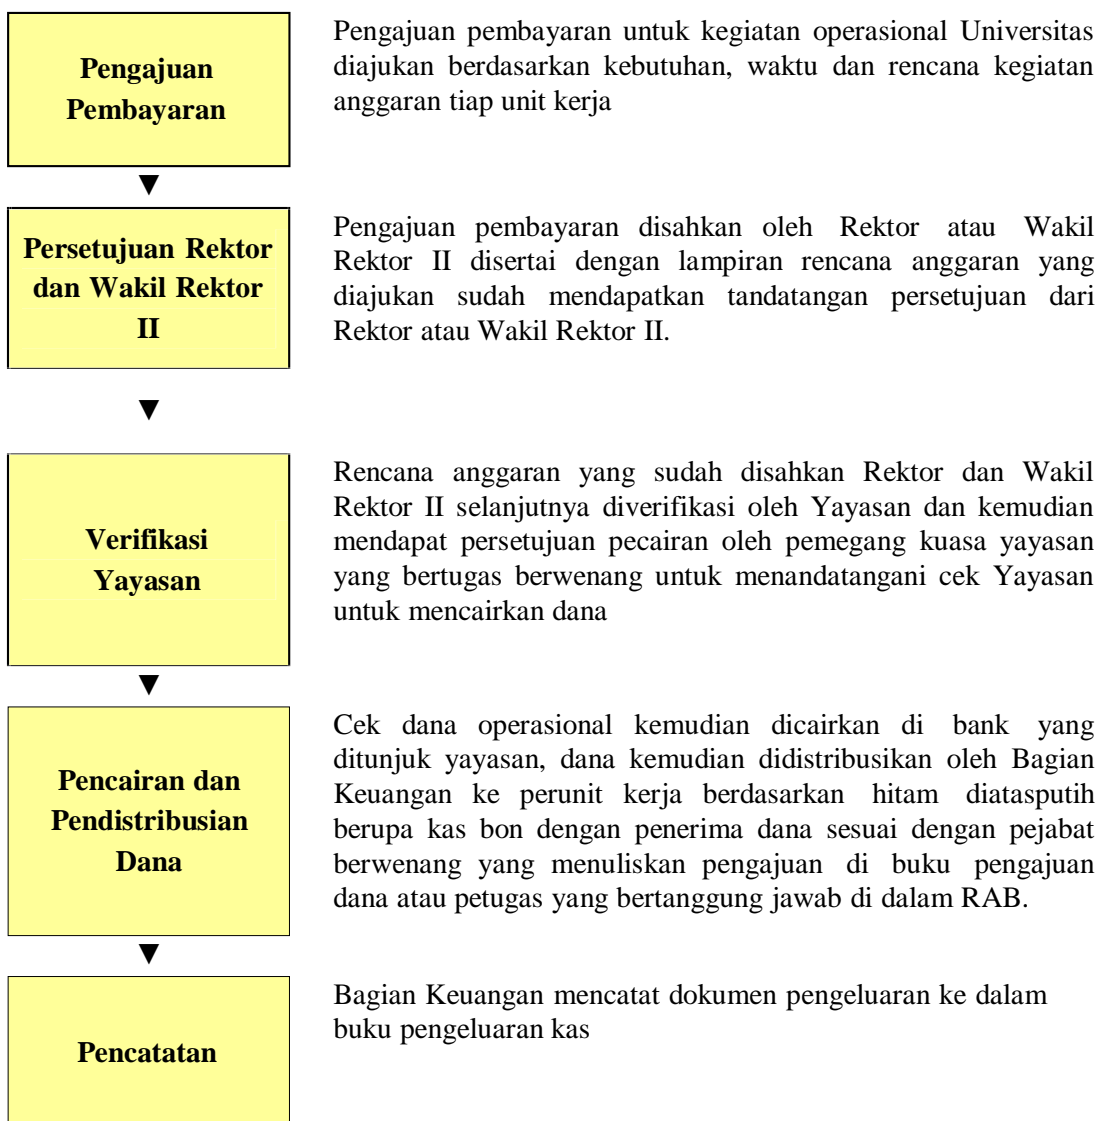 Pengajuan
Pembayaran
Pengajuan pembayaran untuk kegiatan operasional Universitas
diajukan berdasarkan kebutuhan, waktu dan rencana kegiatan
anggaran tiap unit kerja
Persetujuan Rektor
dan Wakil Rektor
II
Pengajuan pembayaran disahkan oleh Rektor atau Wakil
Rektor II disertai dengan lampiran rencana anggaran yang
diajukan sudah mendapatkan tandatangan persetujuan dari
Rektor atau Wakil Rektor II.
Verifikasi
Yayasan
Rencana anggaran yang sudah disahkan Rektor dan Wakil
Rektor II selanjutnya diverifikasi oleh Yayasan dan kemudian
mendapat persetujuan pecairan oleh pemegang kuasa yayasan
yang bertugas berwenang untuk menandatangani cek Yayasan
untuk mencairkan dana
Pencairan dan
Pendistribusian
Dana
Cek dana operasional kemudian dicairkan di bank yang
ditunjuk yayasan, dana kemudian didistribusikan oleh Bagian
Keuangan ke perunit kerja berdasarkan hitam diatasputih
berupa kas bon dengan penerima dana sesuai dengan pejabat
berwenang yang menuliskan pengajuan di buku pengajuan
dana atau petugas yang bertanggung jawab di dalam RAB.
Pencatatan
Bagian Keuangan mencatat dokumen pengeluaran ke dalam
buku pengeluaran kas